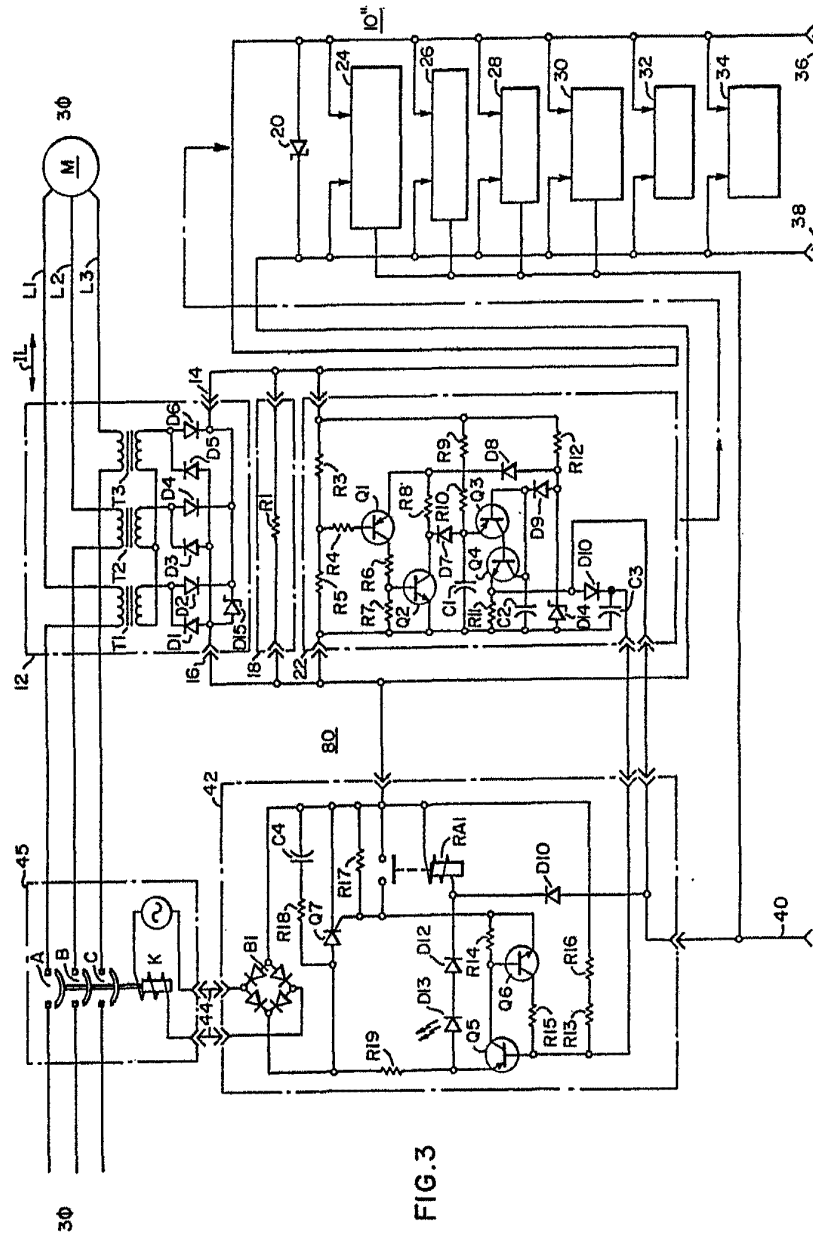 3Φ
45
A
B
C
K
44
12
T1
T2
T3
D1
D2
D3
D4
D5
D6
D15
16
14
IL
L1
L2
L3
M
3Φ
18
R1
22
R3
R4
R5
Q1
R6
R7
Q2
R8
D7
R9
R10
C1
Q3
Q4
D8
D9
R11
C2
R12
D14
D10
C3
80
42
B1
C4
R18
Q7
R17
RA1
R19
D13
D12
D10
Q5
R14
Q6
R15
R13
R16
40
10"
20
24
26
28
30
32
34
36
38
FIG.3